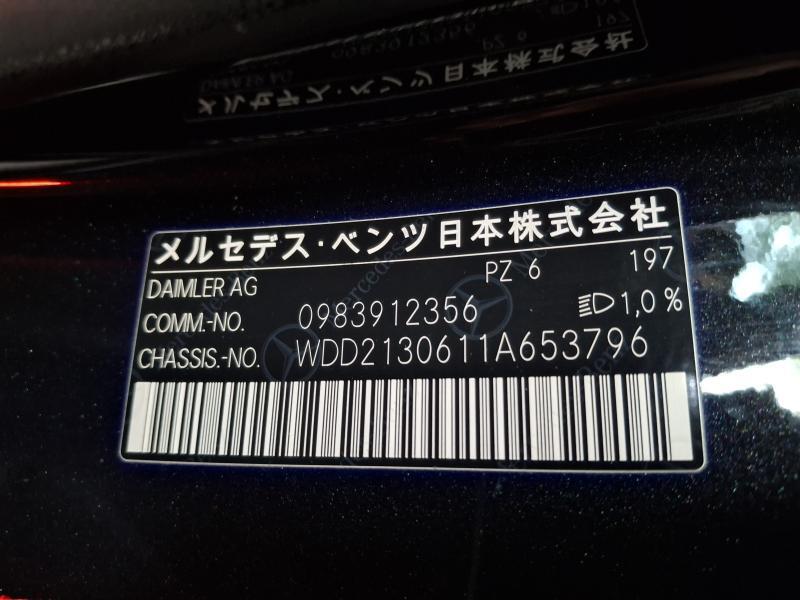 メルセデス・ベンツ日本株式会社
DAIMLER AG PZ 6 197
COMM.-NO. 0983912356 1,0 %
CHASSIS.-NO. WDD2130611A653796